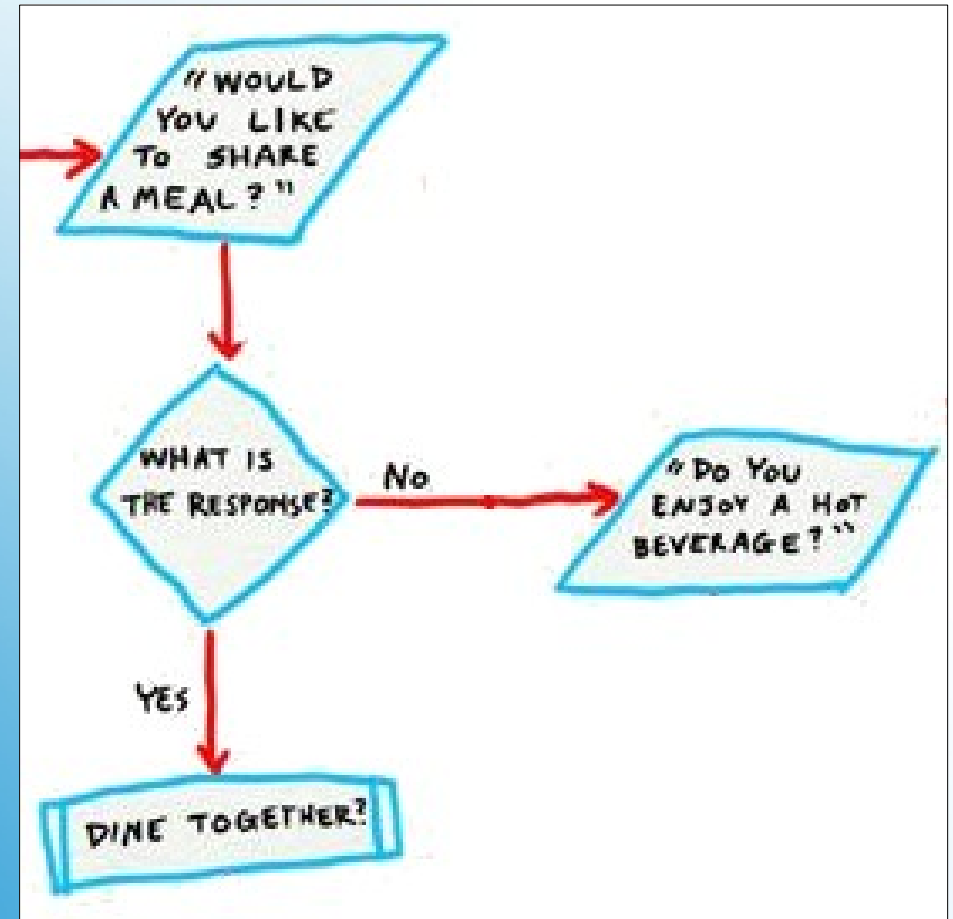 "WOULD
YOU LIKE
TO SHARE
A MEAL?"
WHAT IS
THE RESPONSE?
No
"DO YOU
ENJOY A HOT
BEVERAGE?"
YES
DINE TOGETHER?